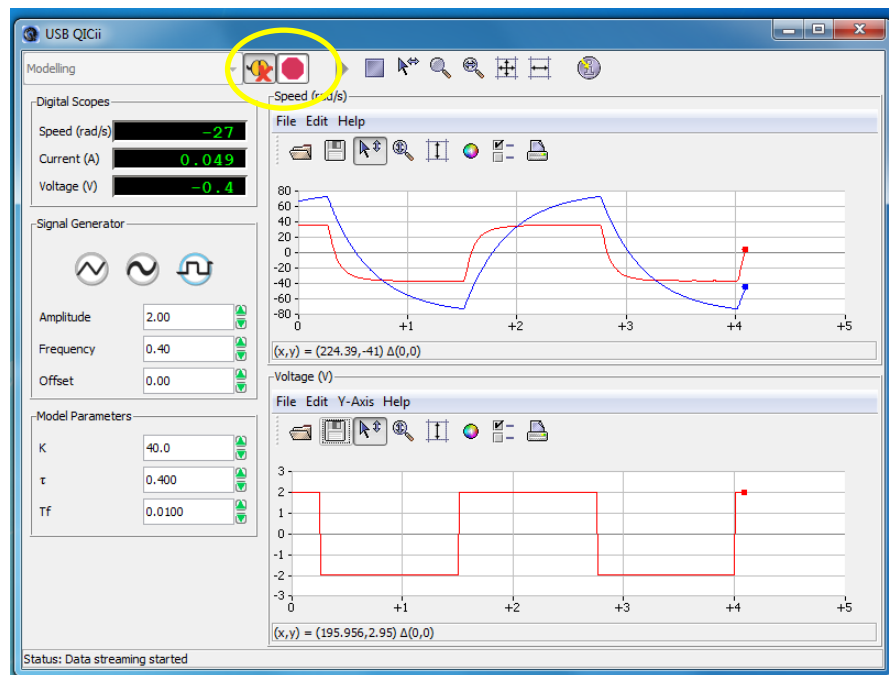 USB QICii
Modelling
Digital Scopes
Speed (rad/s) -27
Current (A) 0.049
Voltage (V) -0.4
Signal Generator
Amplitude 2.00
Frequency 0.40
Offset 0.00
Model Parameters
K 40.0
τ 0.400
Tf 0.0100
Speed (rad/s)
File Edit Help
80
60
40
20
0
-20
-40
-60
-80
0 +1 +2 +3 +4 +5
(x,y) = (224.39,-41) Δ(0,0)
Voltage (V)
File Edit Y-Axis Help
3
2
1
0
-1
-2
-3
0 +1 +2 +3 +4 +5
(x,y) = (195.956,2.95) Δ(0,0)
Status: Data streaming started